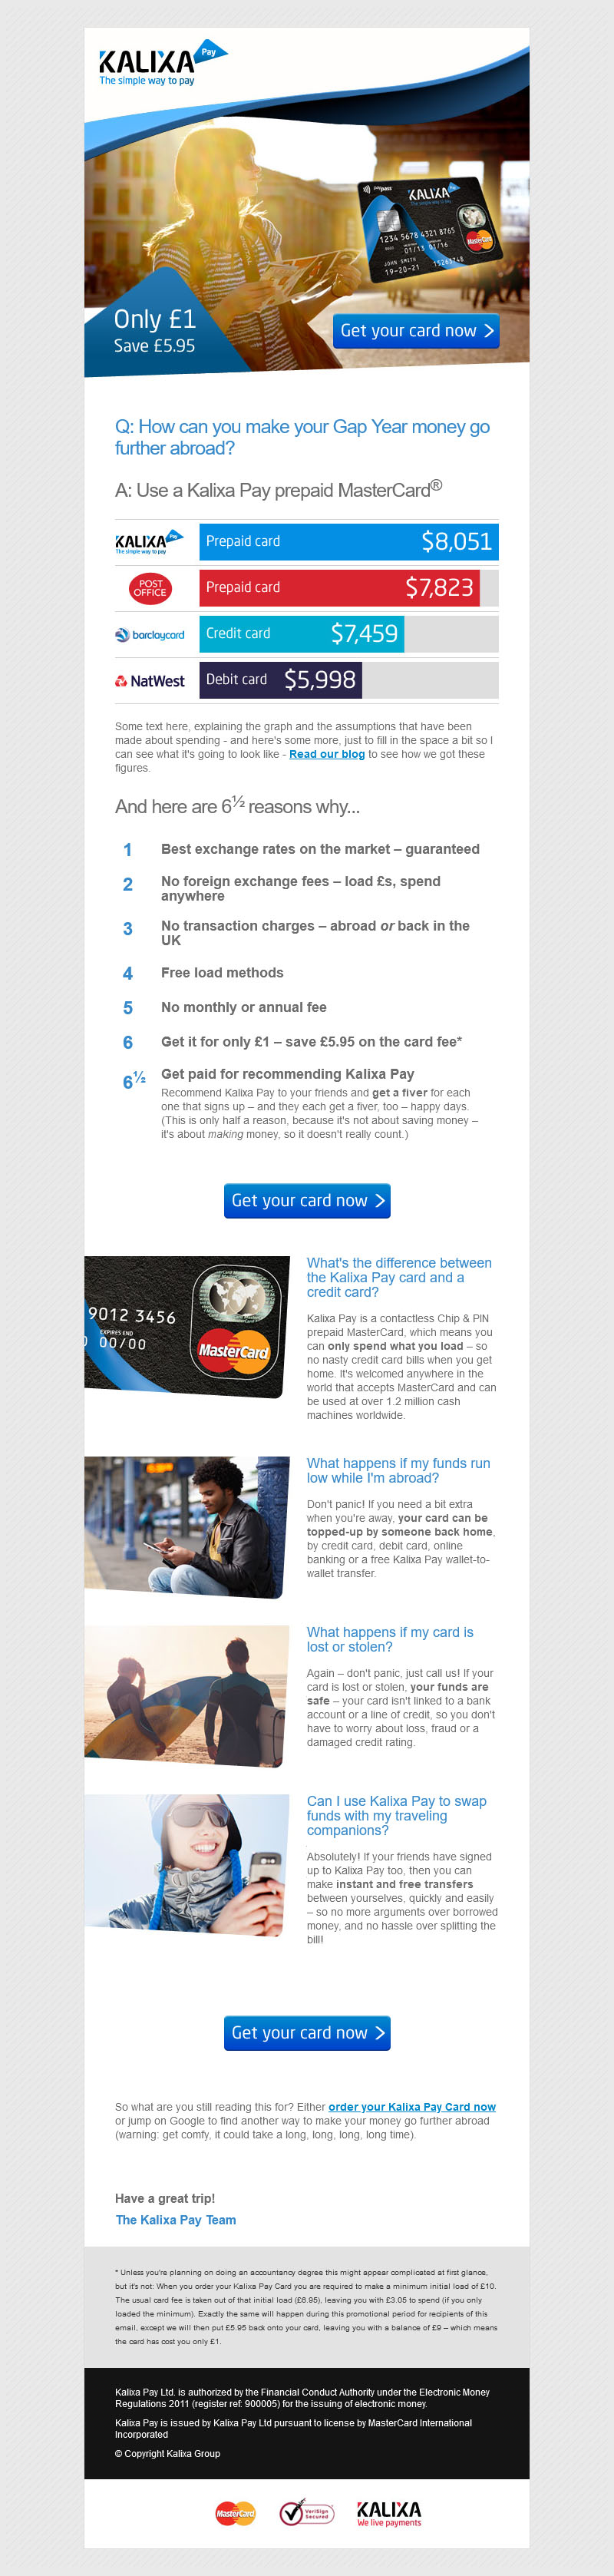 KALIXA Pay
The simple way to pay
paypass
KALIXA Pay
The simple way to pay
1234 5678 4321 8765
01/13 01/16
JOHN SMITH
19-20-21 15263748
MasterCard
Only £1
Save £5.95
Get your card now
Q: How can you make your Gap Year money go
further abroad?
A: Use a Kalixa Pay prepaid MasterCard®
KALIXA Pay
The simple way to pay
Prepaid card $8,051
POST
OFFICE
Prepaid card $7,823
barclaycard
Credit card $7,459
NatWest
Debit card $5,998
Some text here, explaining the graph and the assumptions that have been
made about spending - and here's some more, just to fill in the space a bit so I
can see what it's going to look like - Read our blog to see how we got these
figures.
And here are 6½ reasons why...
1 Best exchange rates on the market – guaranteed
2 No foreign exchange fees – load £s, spend
anywhere
3 No transaction charges – abroad or back in the
UK
4 Free load methods
5 No monthly or annual fee
6 Get it for only £1 – save £5.95 on the card fee*
6½ Get paid for recommending Kalixa Pay
Recommend Kalixa Pay to your friends and get a fiver for each
one that signs up – and they each get a fiver, too – happy days.
(This is only half a reason, because it's not about saving money –
it's about making money, so it doesn't really count.)
Get your card now
9012 3456
EXPIRES END
00/00
MasterCard
What's the difference between
the Kalixa Pay card and a
credit card?
Kalixa Pay is a contactless Chip & PIN
prepaid MasterCard, which means you
can only spend what you load – so
no nasty credit card bills when you get
home. It's welcomed anywhere in the
world that accepts MasterCard and can
be used at over 1.2 million cash
machines worldwide.
What happens if my funds run
low while I'm abroad?
Don't panic! If you need a bit extra
when you're away, your card can be
topped-up by someone back home,
by credit card, debit card, online
banking or a free Kalixa Pay wallet-to-
wallet transfer.
What happens if my card is
lost or stolen?
Again – don't panic, just call us! If your
card is lost or stolen, your funds are
safe – your card isn't linked to a bank
account or a line of credit, so you don't
have to worry about loss, fraud or a
damaged credit rating.
Can I use Kalixa Pay to swap
funds with my traveling
companions?
Absolutely! If your friends have signed
up to Kalixa Pay too, then you can
make instant and free transfers
between yourselves, quickly and easily
– so no more arguments over borrowed
money, and no hassle over splitting the
bill!
Get your card now
So what are you still reading this for? Either order your Kalixa Pay Card now
or jump on Google to find another way to make your money go further abroad
(warning: get comfy, it could take a long, long, long, long time).
Have a great trip!
The Kalixa Pay Team
* Unless you're planning on doing an accountancy degree this might appear complicated at first glance,
but it's not: When you order your Kalixa Pay Card you are required to make a minimum initial load of £10.
The usual card fee is taken out of that initial load (£6.95), leaving you with £3.05 to spend (if you only
loaded the minimum). Exactly the same will happen during this promotional period for recipients of this
email, except we will then put £5.95 back onto your card, leaving you with a balance of £9 – which means
the card has cost you only £1.
Kalixa Pay Ltd. is authorized by the Financial Conduct Authority under the Electronic Money
Regulations 2011 (register ref: 900005) for the issuing of electronic money.
Kalixa Pay is issued by Kalixa Pay Ltd pursuant to license by MasterCard International
Incorporated
© Copyright Kalixa Group
MasterCard
VeriSign
Secured
KALIXA
We live payments